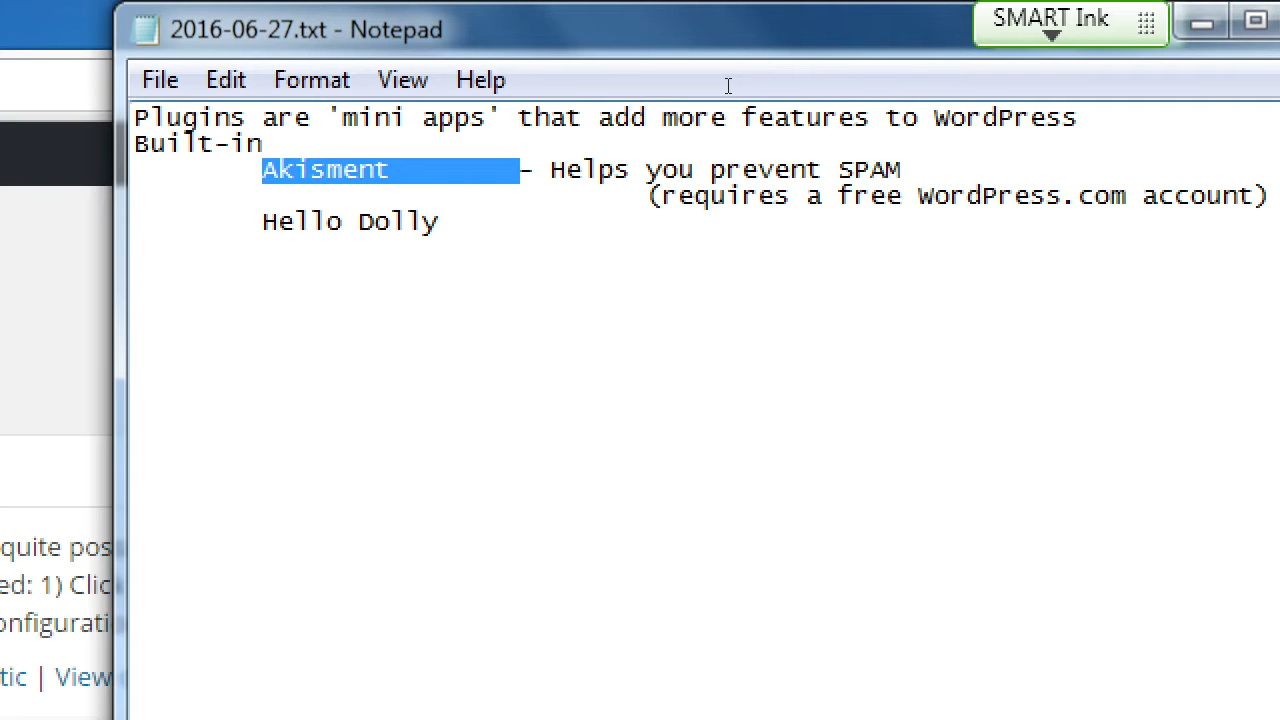 2016-06-27.txt - Notepad
SMART Ink
File Edit Format View Help
Plugins are 'mini apps' that add more features to WordPress
Built-in
Akisment - Helps you prevent SPAM
(requires a free WordPress.com account)
Hello Dolly
quite pos
ed: 1) Clic
onfigurati
tic | View